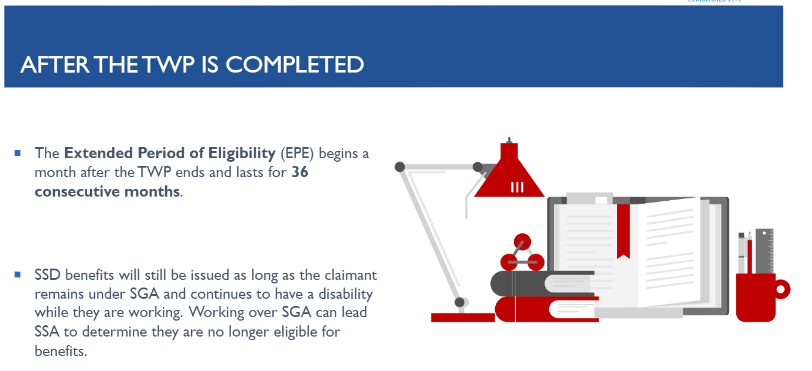 AFTER THE TWP IS COMPLETED
The Extended Period of Eligibility (EPE) begins a
month after the TWP ends and lasts for 36
consecutive months.
SSD benefits will still be issued as long as the claimant
remains under SGA and continues to have a disability
while they are working. Working over SGA can lead
SSA to determine they are no longer eligible for
benefits.